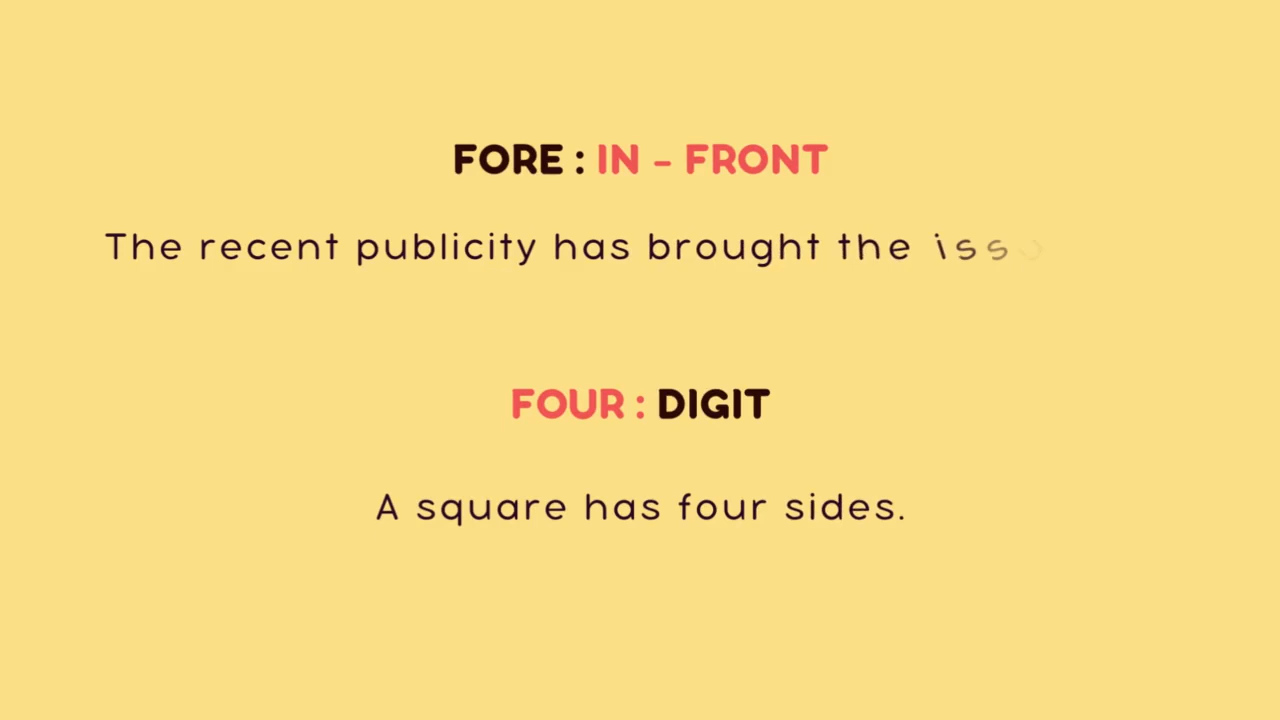 FORE : IN - FRONT
The recent publicity has brought the
FOUR : DIGIT
A square has four sides.